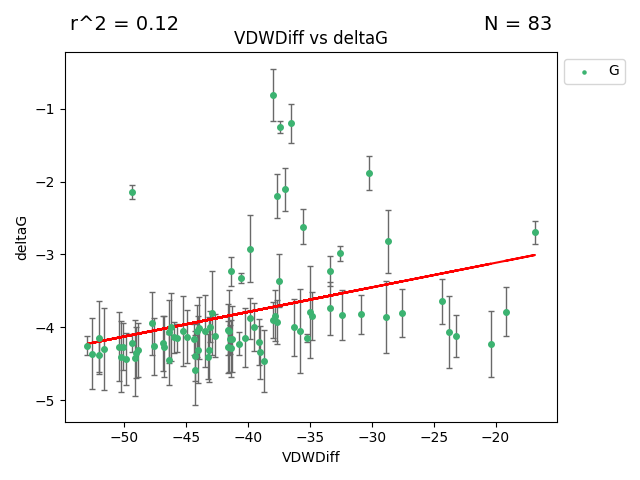 r^2 = 0.12 N = 83
VDWDiff vs deltaG
G
deltaG
−1
−2
−3
−4
−5
−50 −45 −40 −35 −30 −25 −20
VDWDiff